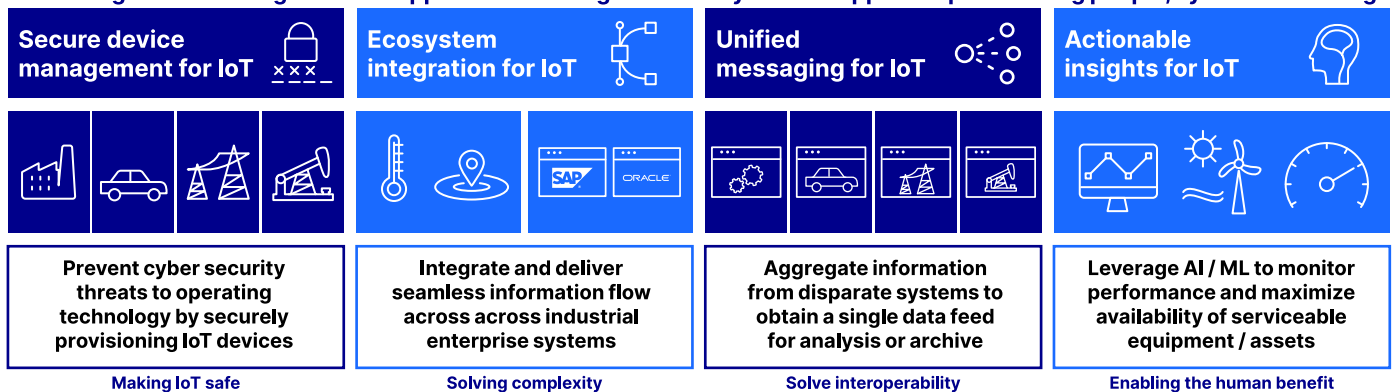 Secure device
management for IoT
Ecosystem
integration for IoT
Unified
messaging for IoT
Actionable
insights for IoT
SAP
ORACLE
Prevent cyber security
threats to operating
technology by securely
provisioning IoT devices
Integrate and deliver
seamless information flow
across across industrial
enterprise systems
Aggregate information
from disparate systems to
obtain a single data feed
for analysis or archive
Leverage AI / ML to monitor
performance and maximize
availability of serviceable
equipment / assets
Making IoT safe
Solving complexity
Solve interoperability
Enabling the human benefit